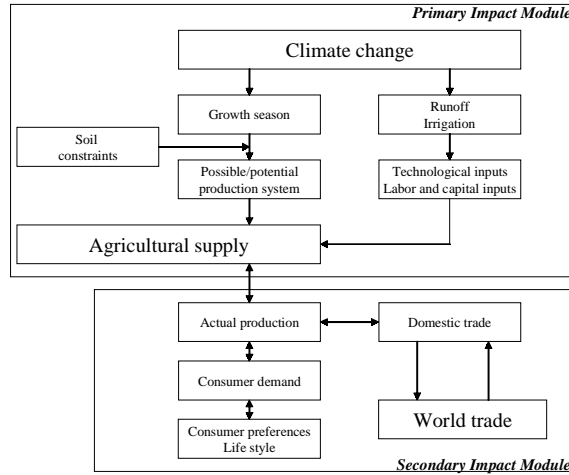 Primary Impact Module
Climate change
Growth season
Runoff
Irrigation
Soil
constraints
Possible/potential
production system
Technological inputs
Labor and capital inputs
Agricultural supply
Actual production
Domestic trade
Consumer demand
World trade
Consumer preferences
Life style
Secondary Impact Module